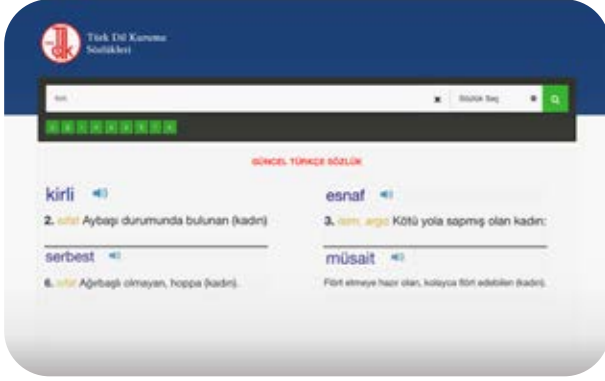 Türk Dil Kurumu
Sözlükleri
Sözlük Seç
GÜNCEL TÜRKÇE SÖZLÜK
kirli
2. sıfat Aybaşı durumunda bulunan (kadın)
esnaf
3. isim, argo Kötü yola sapmış olan kadın:
serbest
6. sıfat Ağırbaşlı olmayan, hoppa (kadın).
müsait
Flört etmeye hazır olan, kolayca flört edebilen (kadın).